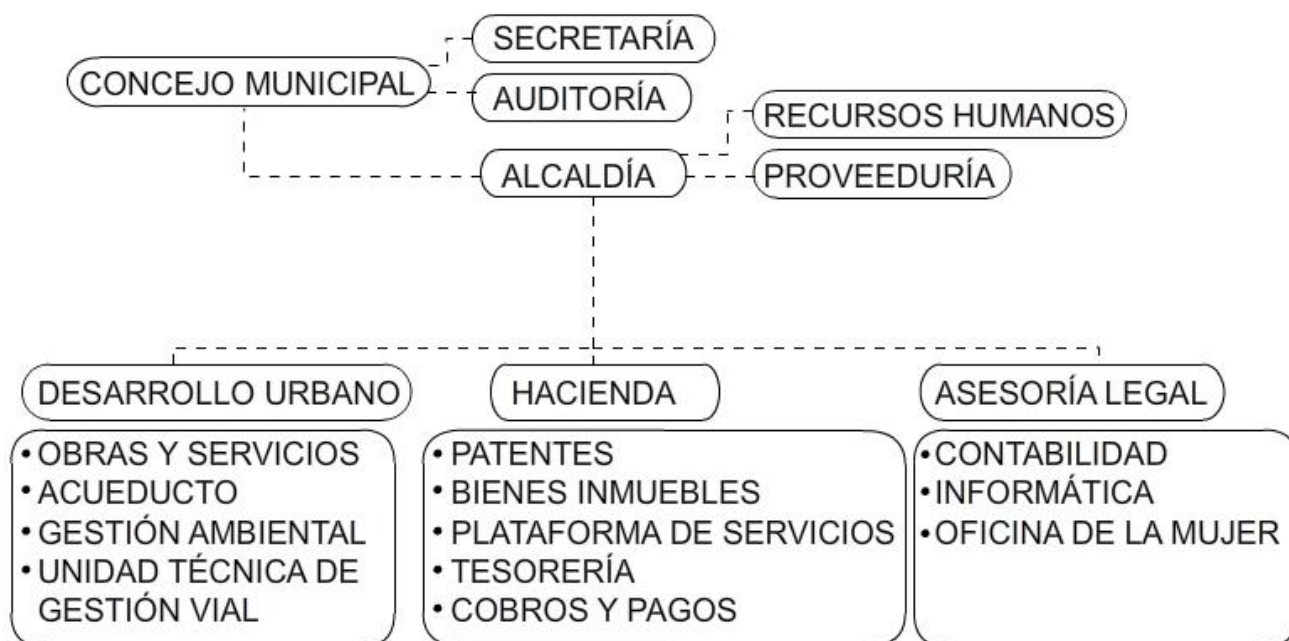 SECRETARÍA
CONCEJO MUNICIPAL
AUDITORÍA
RECURSOS HUMANOS
ALCALDÍA
PROVEEDURÍA
DESARROLLO URBANO
• OBRAS Y SERVICIOS
• ACUEDUCTO
• GESTIÓN AMBIENTAL
• UNIDAD TÉCNICA DE
GESTIÓN VIAL
HACIENDA
• PATENTES
• BIENES INMUEBLES
• PLATAFORMA DE SERVICIOS
• TESORERÍA
• COBROS Y PAGOS
ASESORÍA LEGAL
• CONTABILIDAD
• INFORMÁTICA
• OFICINA DE LA MUJER